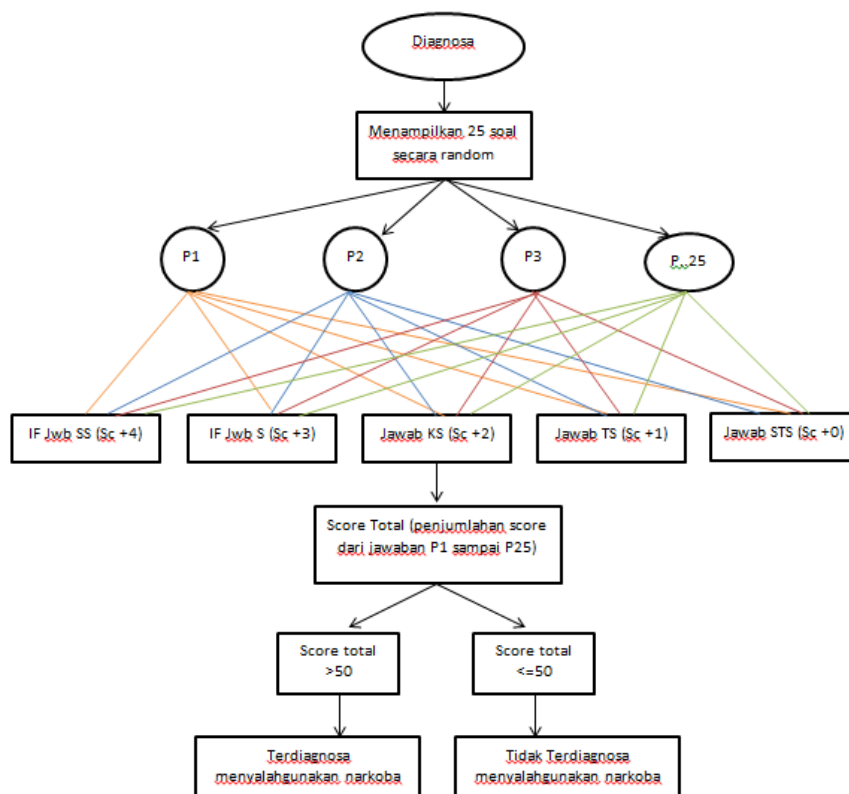 Diagnosa
Menampilkan 25 soal
secara random
P1
P2
P3
P...25
IF Jwb SS (Sc +4)
IF Jwb S (Sc +3)
Jawab KS (Sc +2)
Jawab TS (Sc +1)
Jawab STS (Sc +0)
Score Total (penjumlahan score
dari jawaban P1 sampai P25)
Score total
>50
Score total
<=50
Terdiagnosa
menyalahgunakan narkoba
Tidak Terdiagnosa
menyalahgunakan narkoba